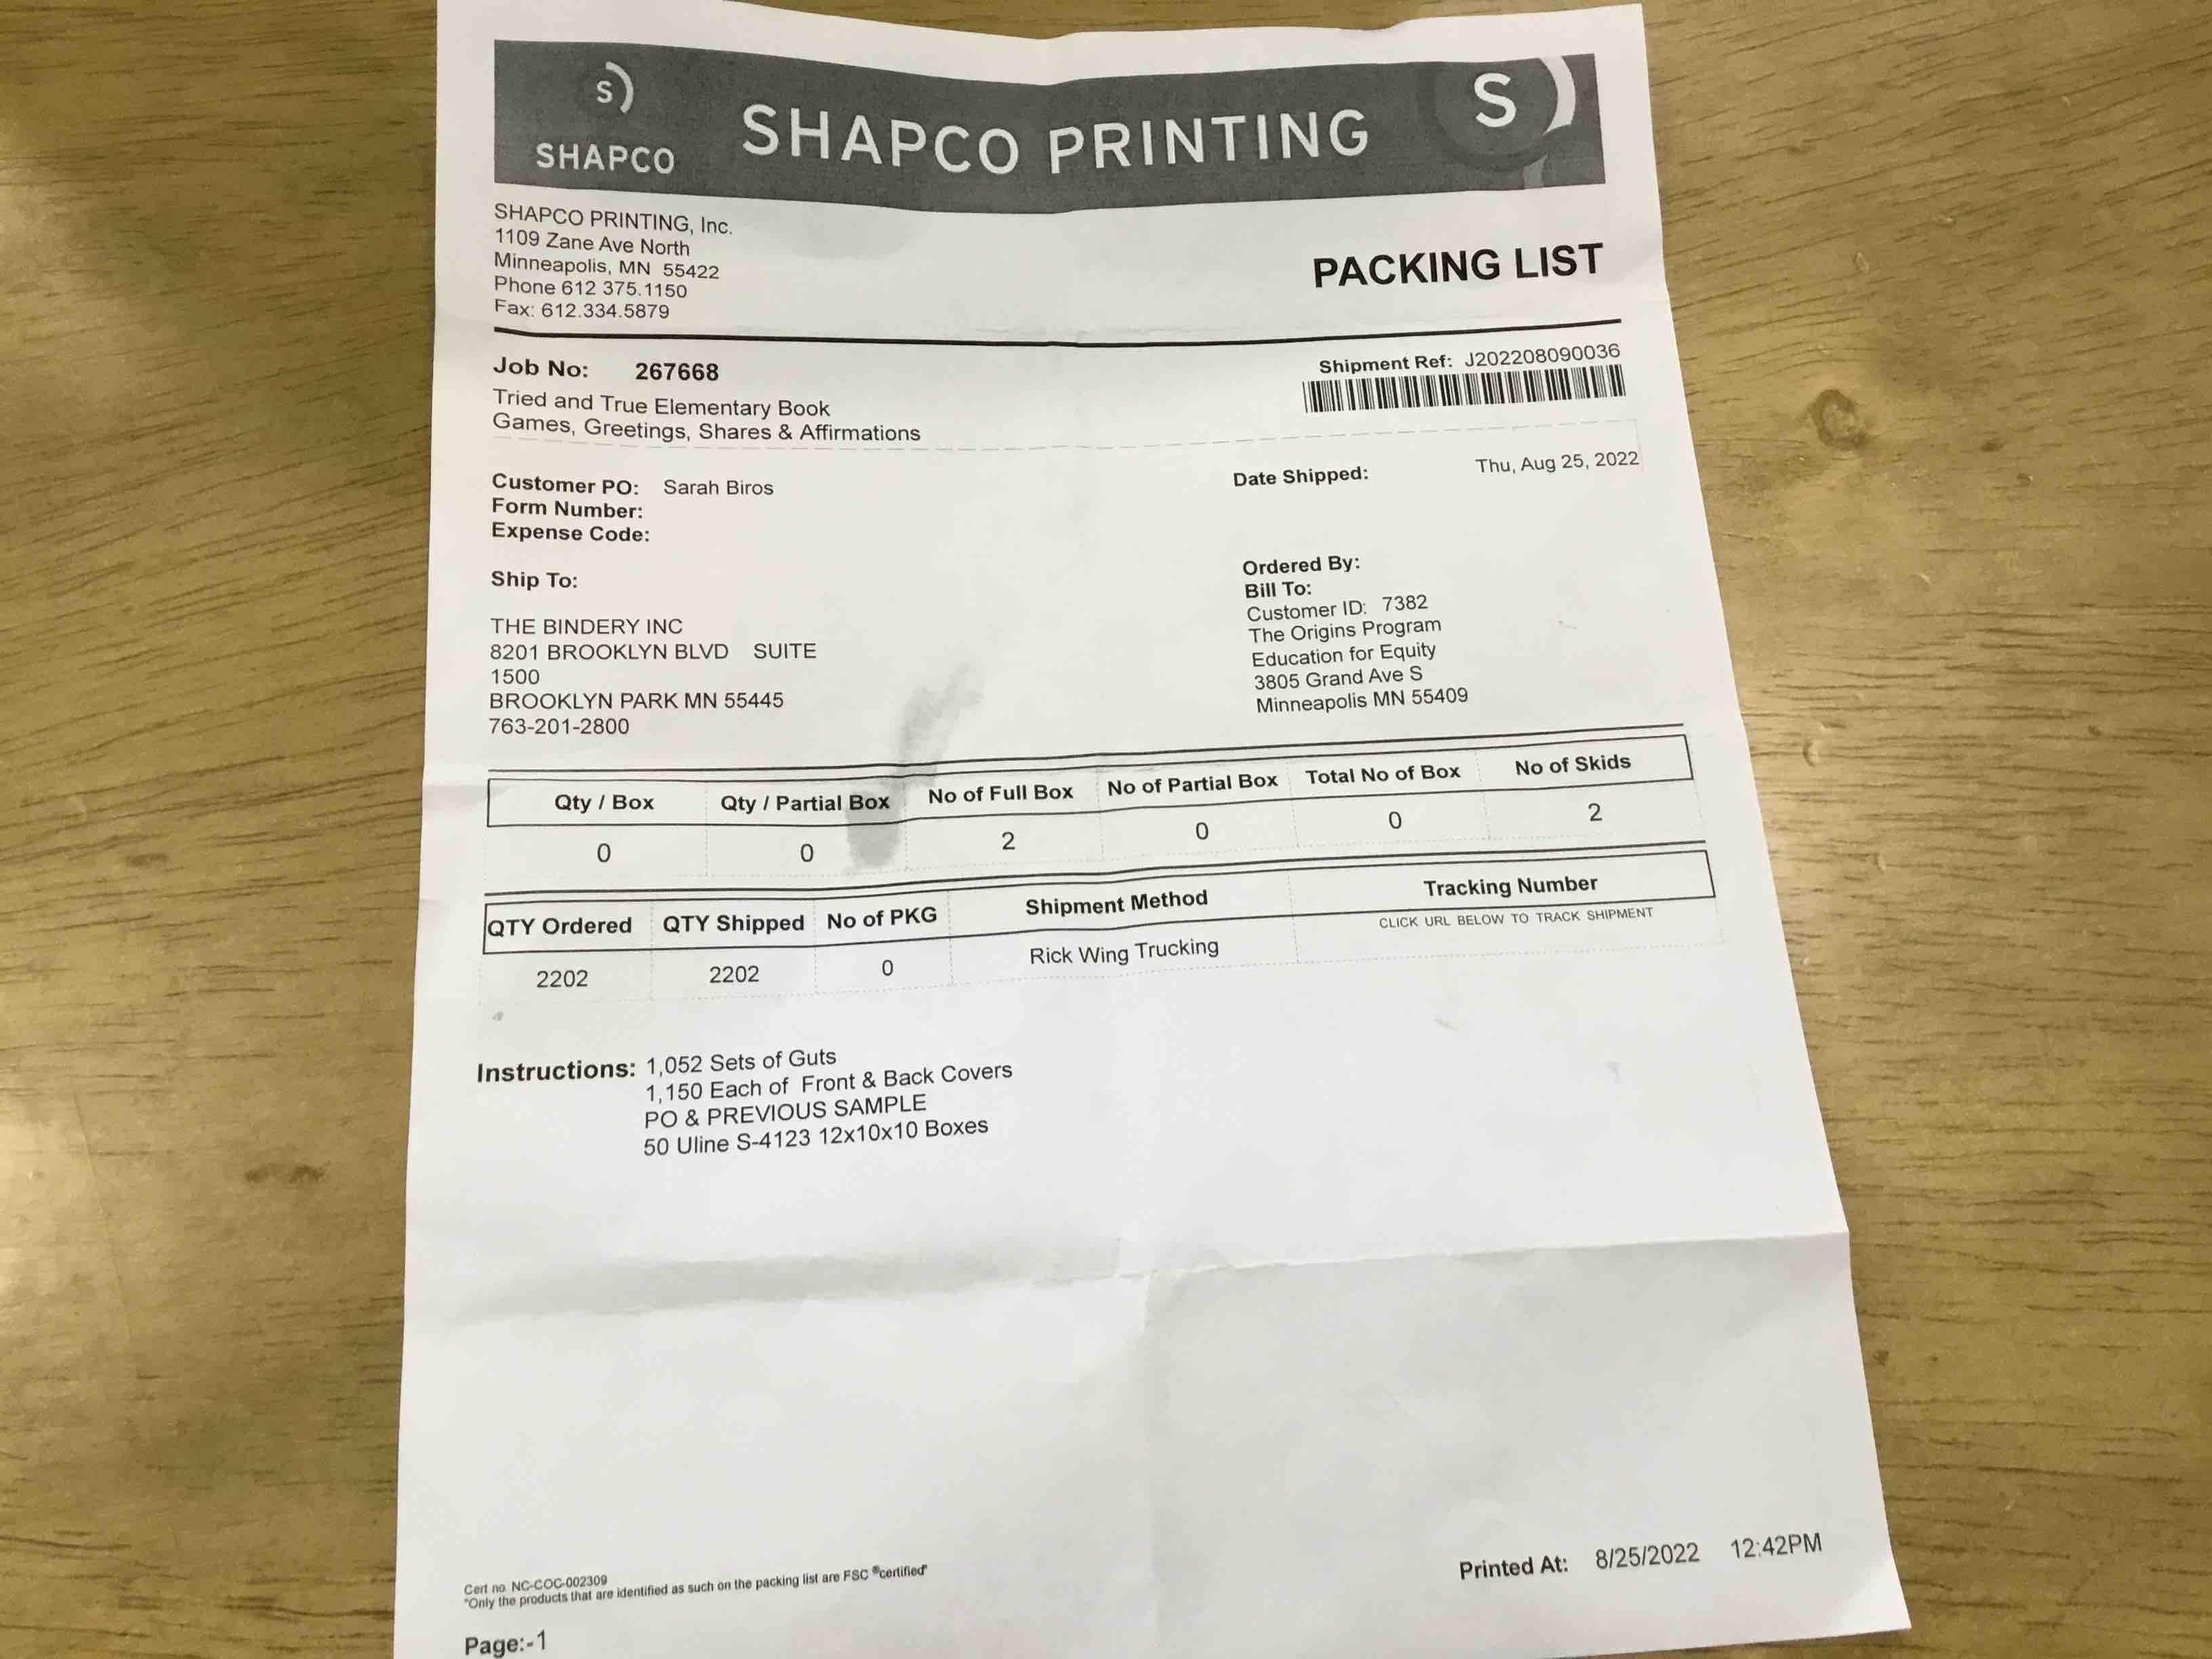 S)
SHAPCO
SHAPCO PRINTING
S)
SHAPCO PRINTING, Inc.
1109 Zane Ave North
Minneapolis, MN 55422
Phone 612 375.1150
Fax: 612.334.5879
PACKING LIST
Job No: 267668
Tried and True Elementary Book
Games, Greetings, Shares & Affirmations
Shipment Ref: J202208090036
Customer PO: Sarah Biros
Form Number:
Expense Code:
Date Shipped: Thu, Aug 25, 2022
Ship To:
THE BINDERY INC
8201 BROOKLYN BLVD SUITE
1500
BROOKLYN PARK MN 55445
763-201-2800
Ordered By:
Bill To:
Customer ID: 7382
The Origins Program
Education for Equity
3805 Grand Ave S
Minneapolis MN 55409
Qty / Box Qty / Partial Box No of Full Box No of Partial Box Total No of Box No of Skids
0 0 2 0 0 2
QTY Ordered QTY Shipped No of PKG Shipment Method Tracking Number
CLICK URL BELOW TO TRACK SHIPMENT
2202 2202 0 Rick Wing Trucking
Instructions: 1,052 Sets of Guts
1,150 Each of Front & Back Covers
PO & PREVIOUS SAMPLE
50 Uline S-4123 12x10x10 Boxes
Cert no. NC-COC-002309
"Only the products that are identified as such on the packing list are FSC ®certified"
Printed At: 8/25/2022 12:42PM
Page:-1